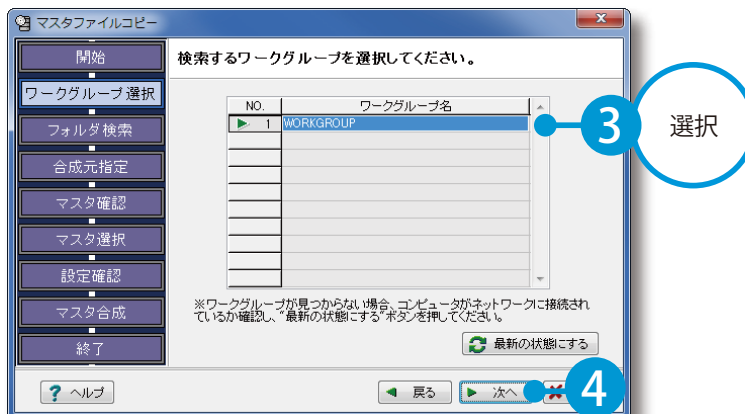 マスタファイルコピー
開始
ワークグループ選択
フォルダ検索
合成元指定
マスタ確認
マスタ選択
設定確認
マスタ合成
終了
検索するワークグループを選択してください。
NO. ワークグループ名
1 WORKGROUP
3 選択
※ワークグループが見つからない場合、コンピュータがネットワークに接続され
ているか確認し、"最新の状態にする"ボタンを押してください。
最新の状態にする
? ヘルプ
戻る
次へ
4